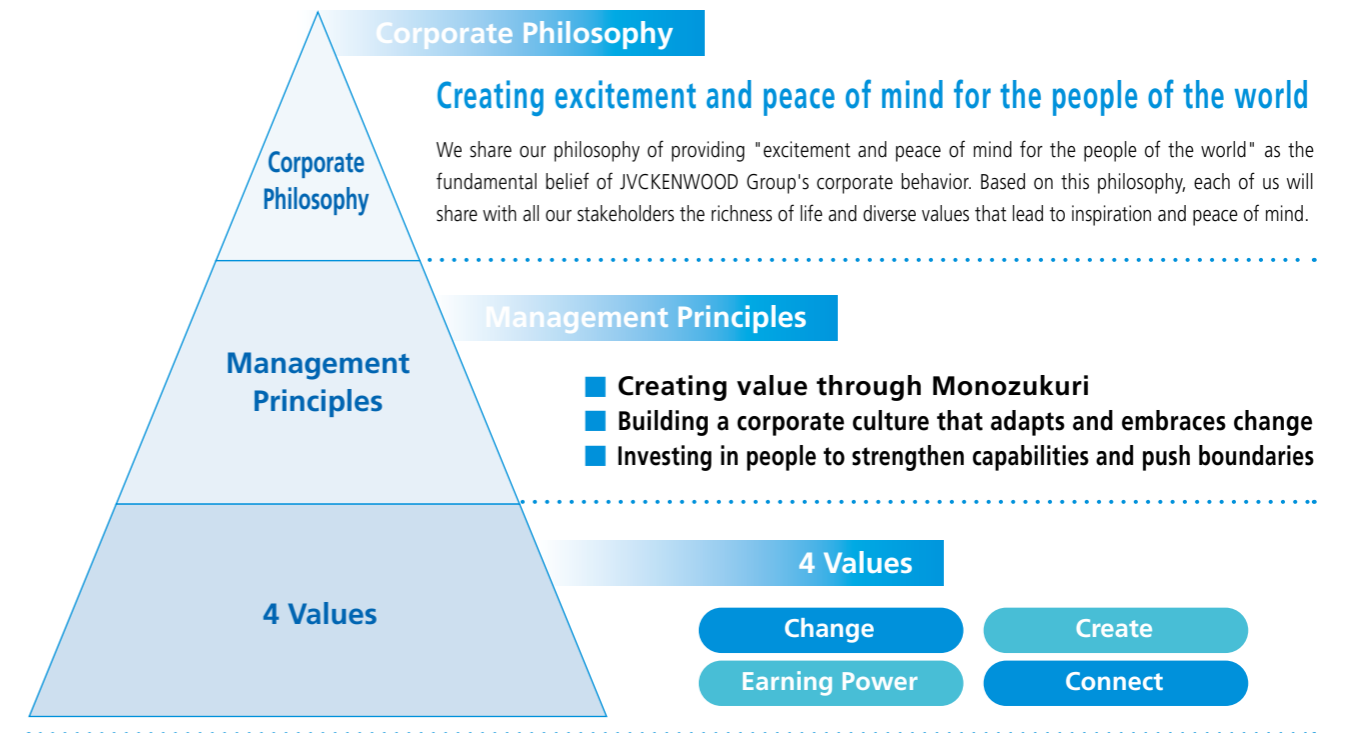 Corporate Philosophy
Creating excitement and peace of mind for the people of the world
We share our philosophy of providing "excitement and peace of mind for the people of the world" as the
fundamental belief of JVCKENWOOD Group's corporate behavior. Based on this philosophy, each of us will
share with all our stakeholders the richness of life and diverse values that lead to inspiration and peace of mind.
Corporate
Philosophy
Management Principles
Management
Principles
■ Creating value through Monozukuri
■ Building a corporate culture that adapts and embraces change
■ Investing in people to strengthen capabilities and push boundaries
4 Values
4 Values
Change
Create
Earning Power
Connect